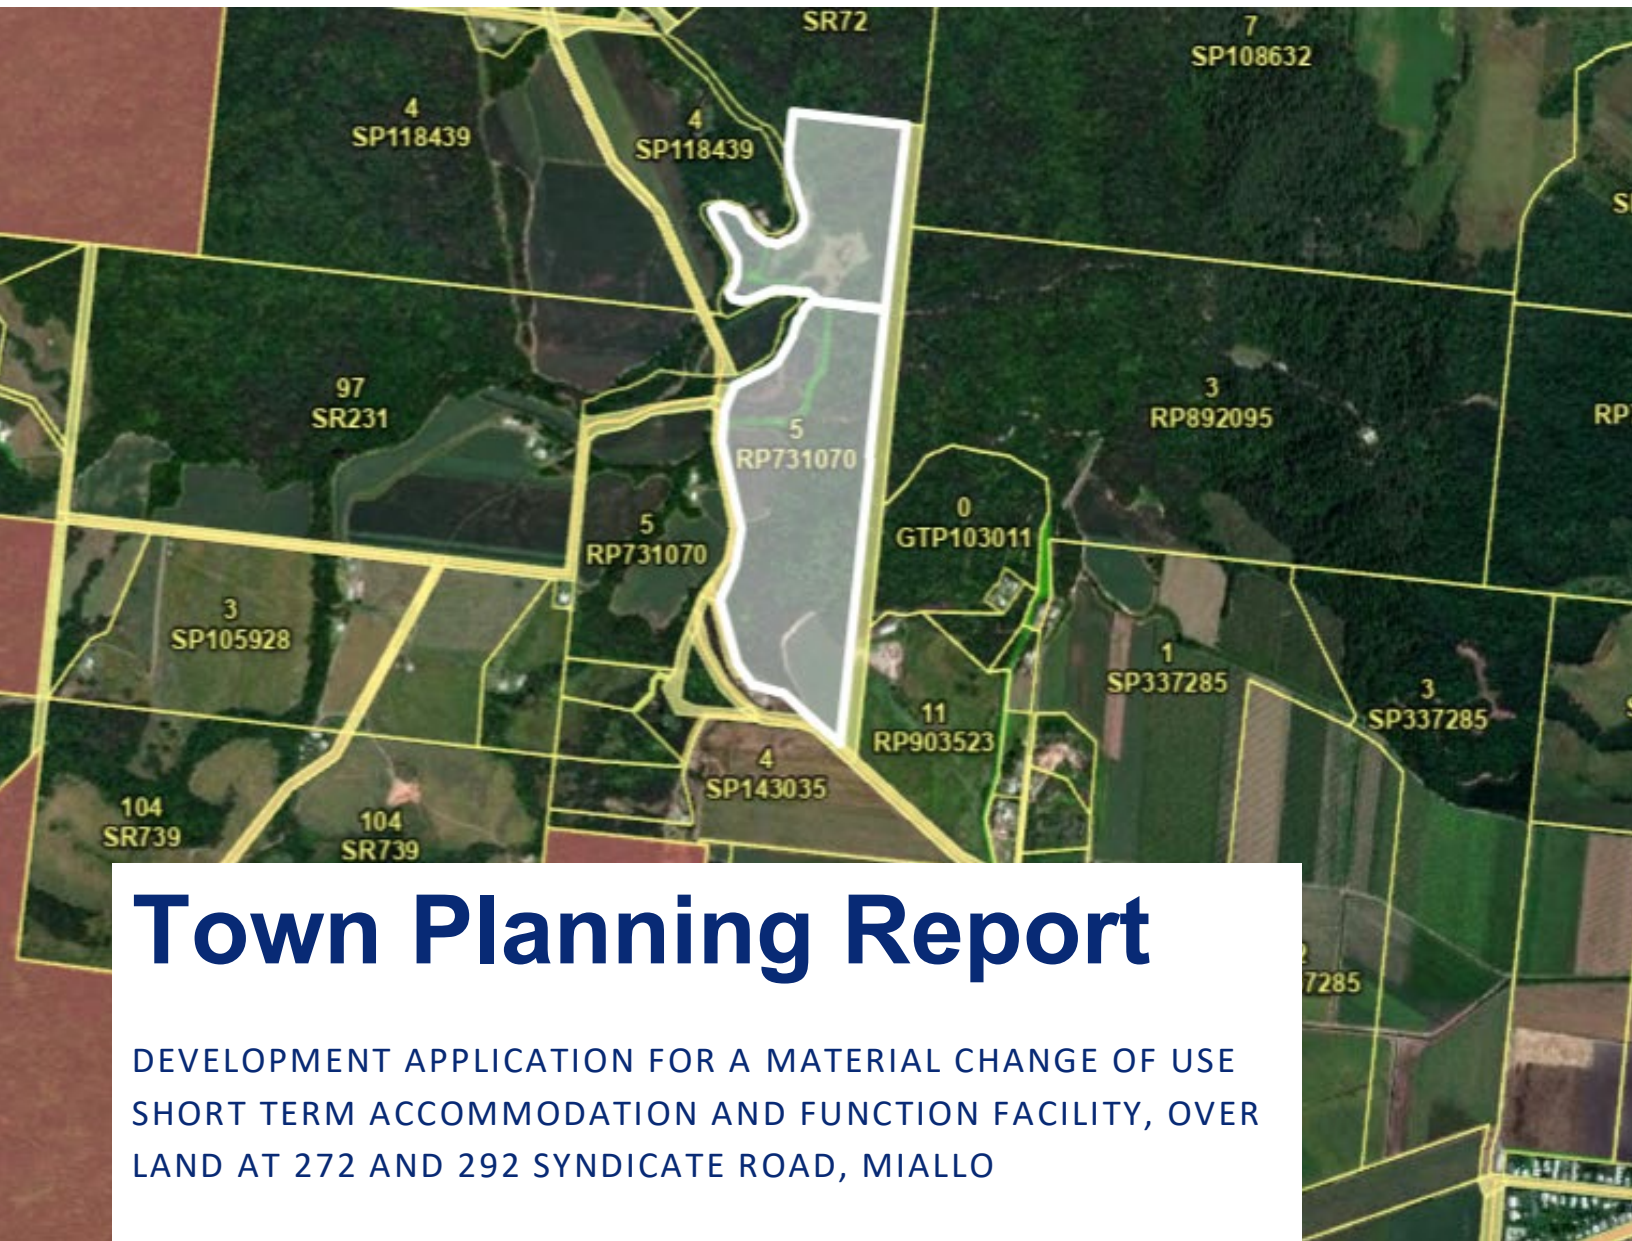 SR72
7
SP108632
4
SP118439
4
SP118439
97
SR231
3
RP892095
5
RP731070
0
GTP103011
5
RP731070
3
SP105928
1
SP337285
3
SP337285
11
RP903523
4
SP143035
104
SR739
104
SR739
7285
Town Planning Report
DEVELOPMENT APPLICATION FOR A MATERIAL CHANGE OF USE
SHORT TERM ACCOMMODATION AND FUNCTION FACILITY, OVER
LAND AT 272 AND 292 SYNDICATE ROAD, MIALLO